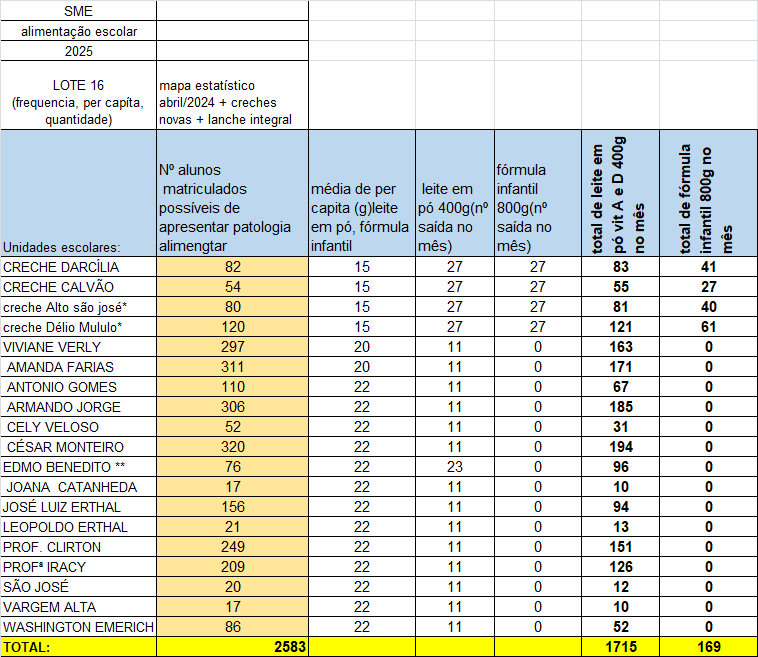 SME
alimentação escolar
2025
LOTE 16
(frequencia, per capíta,
quantidade)
mapa estatístico
abril/2024 + creches
novas + lanche integral
Unidades escolares:
Nº alunos
matriculados
possíveis de
apresentar patologia
alimengtar
média de per
capita (g)leite
em pó, fórmula
infantil
leite em
pó 400g(nº
saída no
mês)
fórmula
infantil
800g(nº
saída no
mês)
total de leite em
pó vit A e D 400g
no mês
total de fórmula
infantil 800g no
mês
CRECHE DARCÍLIA 82 15 27 27 83 41
CRECHE CALVÃO 54 15 27 27 55 27
creche Alto são josé* 80 15 27 27 81 40
creche Délio Mululo* 120 15 27 27 121 61
VIVIANE VERLY 297 20 11 0 163 0
AMANDA FARIAS 311 20 11 0 171 0
ANTONIO GOMES 110 22 11 0 67 0
ARMANDO JORGE 306 22 11 0 185 0
CELY VELOSO 52 22 11 0 31 0
CÉSAR MONTEIRO 320 22 11 0 194 0
EDMO BENEDITO ** 76 22 23 0 96 0
JOANA CATANHEDA 17 22 11 0 10 0
JOSÉ LUIZ ERTHAL 156 22 11 0 94 0
LEOPOLDO ERTHAL 21 22 11 0 13 0
PROF. CLIRTON 249 22 11 0 151 0
PROFª IRACY 209 22 11 0 126 0
SÃO JOSÉ 20 22 11 0 12 0
VARGEM ALTA 17 22 11 0 10 0
WASHINGTON EMERICH 86 22 11 0 52 0
TOTAL: 2583 1715 169